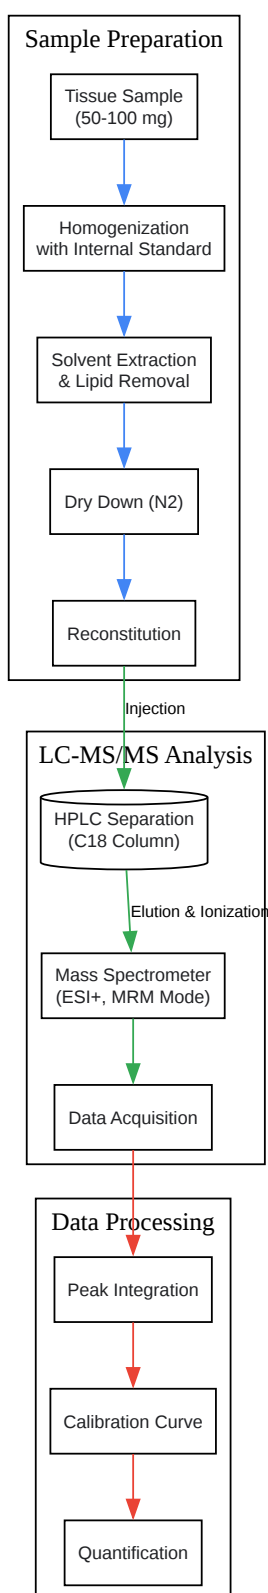 Sample Preparation
Tissue Sample
(50-100 mg)
Homogenization
with Internal Standard
Solvent Extraction
& Lipid Removal
Dry Down (N2)
Reconstitution
Injection
LC-MS/MS Analysis
HPLC Separation
(C18 Column)
Elution & Ionization
Mass Spectrometer
(ESI+, MRM Mode)
Data Acquisition
Data Processing
Peak Integration
Calibration Curve
Quantification